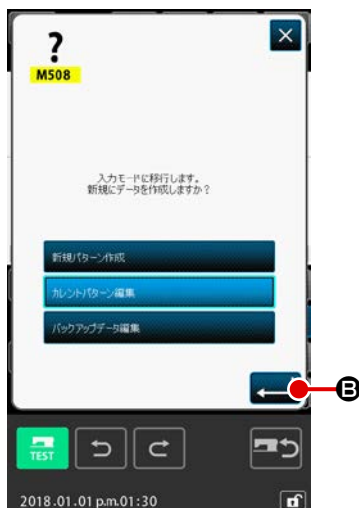 ?
M508
入力モードに移行します。
新規にデータを作成しますか？
新規パターン作成
カレントパターン編集
バックアップデータ編集
B
TEST
2018.01.01 p.m.01:30